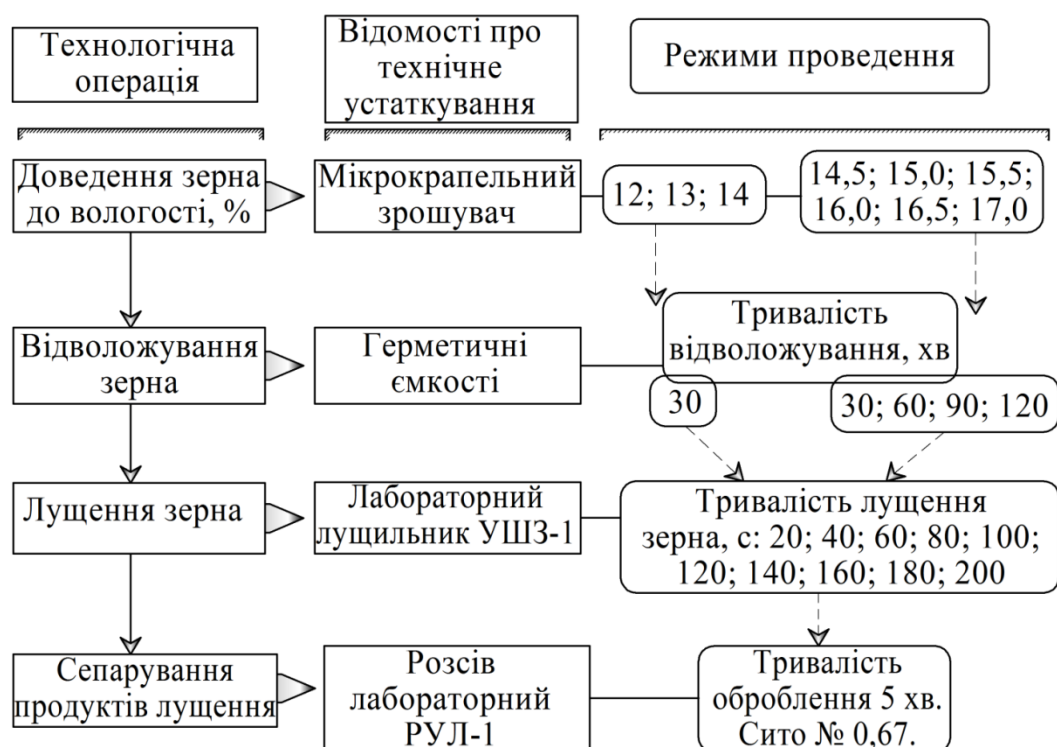 Технологічна
операція
Відомості про
технічне
устаткування
Режими проведення
Доведення зерна
до вологості, %
Мікрокрапельний
зрошувач
12; 13; 14
14,5; 15,0; 15,5;
16,0; 16,5; 17,0
Відволожування
зерна
Герметичні
ємкості
Тривалість
відволожування, хв
30
30; 60; 90; 120
Лущення зерна
Лабораторний
лущильник УШЗ-1
Тривалість лущення
зерна, с: 20; 40; 60; 80; 100;
120; 140; 160; 180; 200
Сепарування
продуктів лущення
Розсів
лабораторний
РУЛ-1
Тривалість
оброблення 5 хв.
Сито № 0,67.